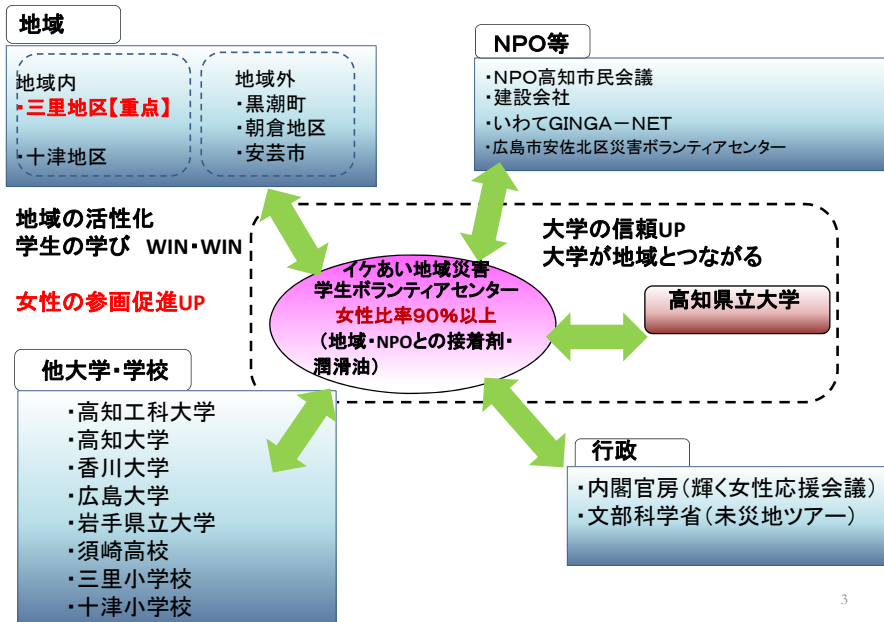 地域
地域内
・三里地区【重点】
・十津地区
地域外
・黒潮町
・朝倉地区
・安芸市
NPO等
・NPO高知市民会議
・建設会社
・いわてGINGA－NET
・広島市安佐北区災害ボランティアセンター
地域の活性化
学生の学び WIN・WIN
女性の参画促進UP
大学の信頼UP
大学が地域とつながる
イケあい地域災害
学生ボランティアセンター
女性比率90％以上
（地域・NPOとの接着剤・
潤滑油）
高知県立大学
他大学・学校
・高知工科大学
・高知大学
・香川大学
・広島大学
・岩手県立大学
・須崎高校
・三里小学校
・十津小学校
行政
・内閣官房（輝く女性応援会議）
・文部科学省（未災地ツアー）
3